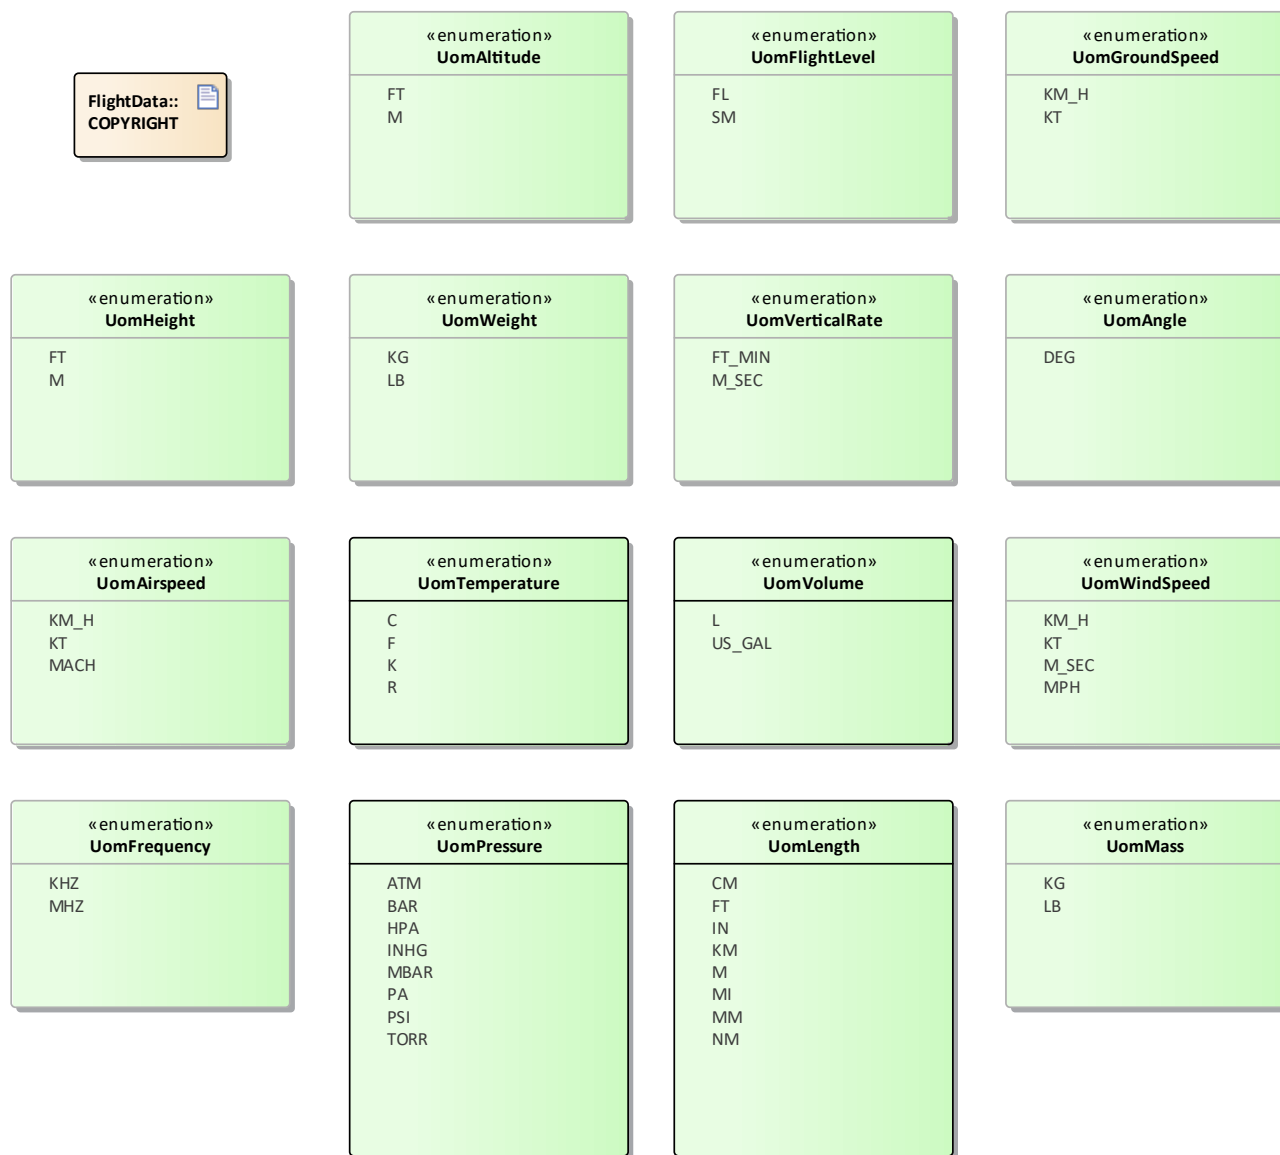 FlightData::
COPYRIGHT
«enumeration»
UomAltitude
FT
M
«enumeration»
UomFlightLevel
FL
SM
«enumeration»
UomGroundSpeed
KM_H
KT
«enumeration»
UomHeight
FT
M
«enumeration»
UomWeight
KG
LB
«enumeration»
UomVerticalRate
FT_MIN
M_SEC
«enumeration»
UomAngle
DEG
«enumeration»
UomAirspeed
KM_H
KT
MACH
«enumeration»
UomTemperature
C
F
K
R
«enumeration»
UomVolume
L
US_GAL
«enumeration»
UomWindSpeed
KM_H
KT
M_SEC
MPH
«enumeration»
UomFrequency
KHZ
MHZ
«enumeration»
UomPressure
ATM
BAR
HPA
INHG
MBAR
PA
PSI
TORR
«enumeration»
UomLength
CM
FT
IN
KM
M
MI
MM
NM
«enumeration»
UomMass
KG
LB